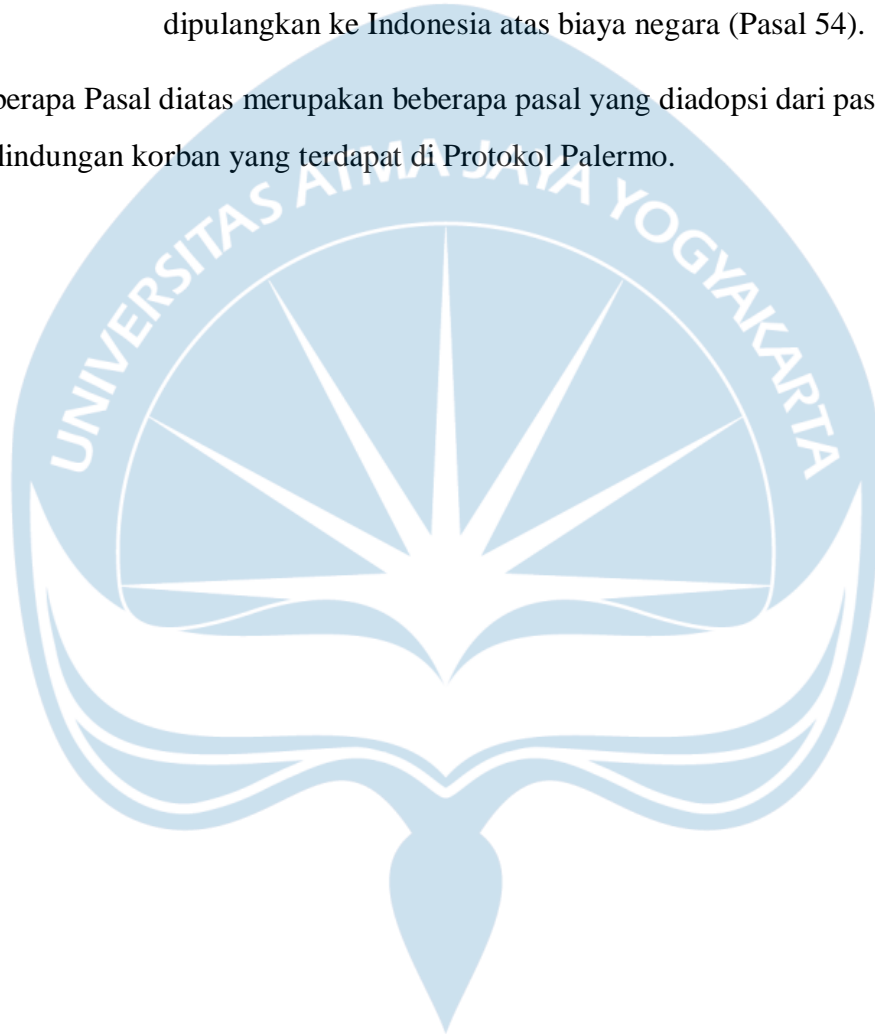 dipulangkan ke Indonesia atas biaya negara (Pasal 54).
berapa Pasal diatas merupakan beberapa pasal yang diadopsi dari pas
lindungan korban yang terdapat di Protokol Palermo.
UNIVERSITAS ATMA JAYA YOGYAKARTA